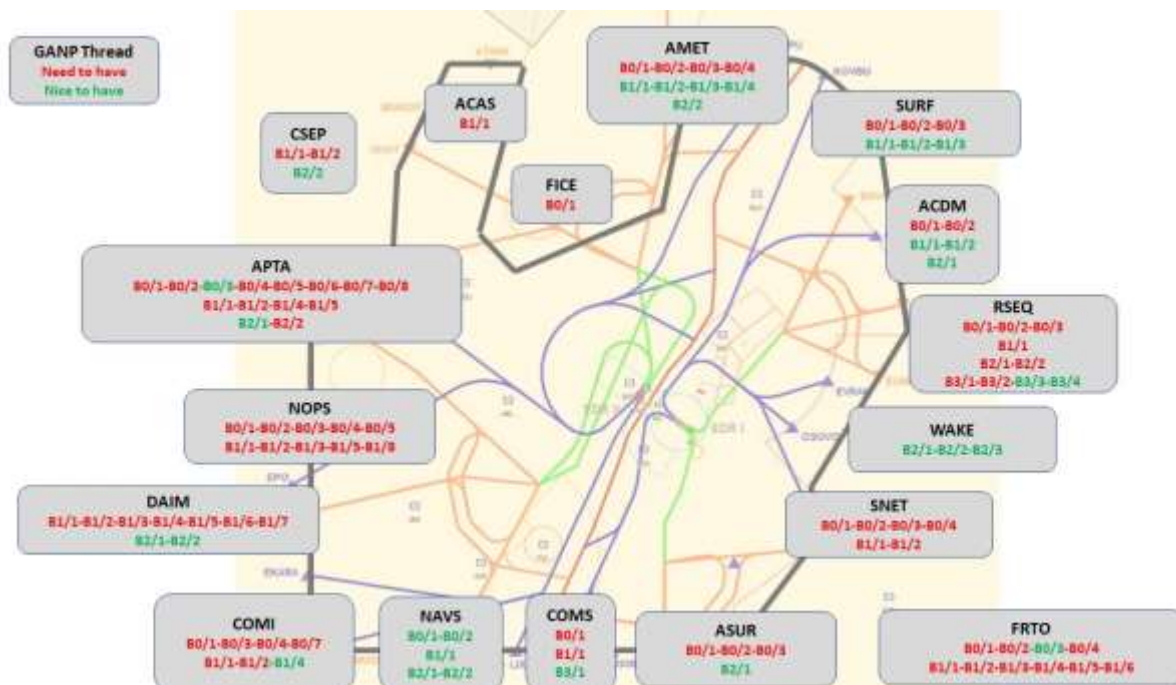 GANP Thread
Need to have
Nice to have
AMET
B0/1-B0/2-B0/3-B0/4
B1/1-B1/2-B1/3-B1/4
B2/2
ACAS
B1/1
SURF
B0/1-B0/2-B0/3
B1/1-B1/2-B1/3
CSEP
B1/1-B1/2
B2/2
FICE
B0/1
ACDM
B0/1-B0/2
B1/1-B1/2
B2/1
APTA
B0/1-B0/2-B0/3-B0/4-B0/5-B0/6-B0/7-B0/8
B1/1-B1/2-B1/4-B1/5
B2/1-B2/2
RSEQ
B0/1-B0/2-B0/3
B1/1
B2/1-B2/2
B3/1-B3/2-B3/3-B3/4
NOPS
B0/1-B0/2-B0/3-B0/4-B0/5
B1/1-B1/2-B1/3-B1/5-B1/8
WAKE
B2/1-B2/2-B2/3
DAIM
B1/1-B1/2-B1/3-B1/4-B1/5-B1/6-B1/7
B2/1-B2/2
SNET
B0/1-B0/2-B0/3-B0/4
B1/1-B1/2
COMI
B0/1-B0/3-B0/4-B0/7
B1/1-B1/2-B1/4
NAVS
B0/1-B0/2
B1/1
B2/1-B2/2
COMS
B0/1
B1/1
B3/1
ASUR
B0/1-B0/2-B0/3
B2/1
FRTO
B0/1-B0/2-B0/3-B0/4
B1/1-B1/2-B1/3-B1/4-B1/5-B1/6